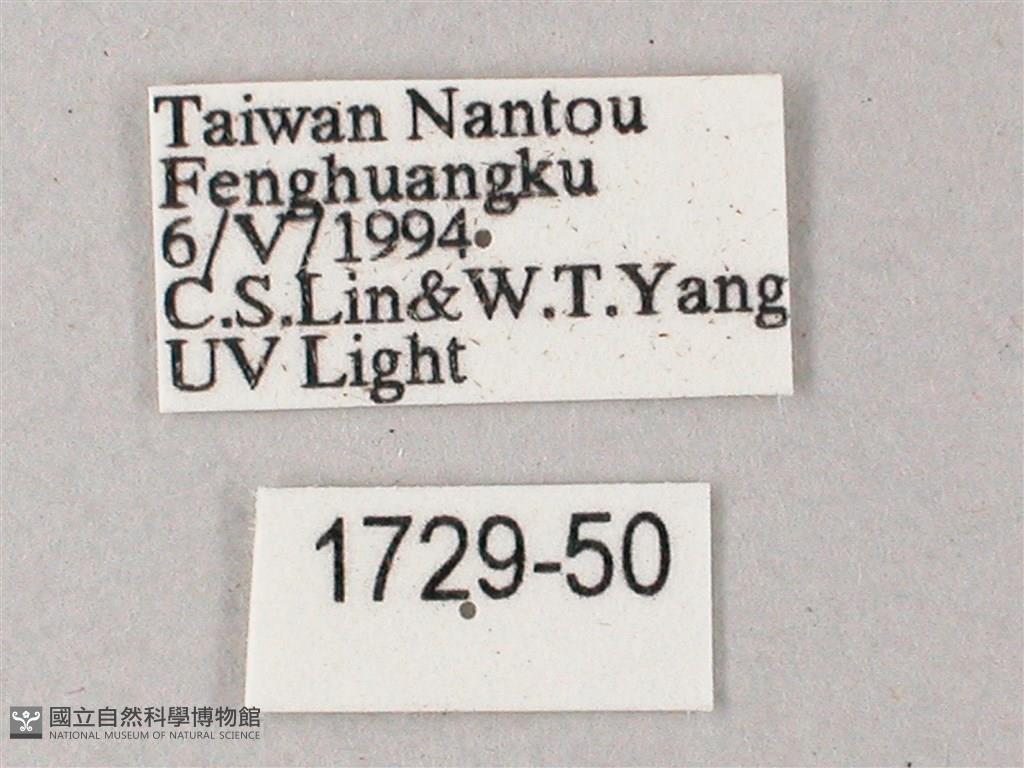 Taiwan Nantou
Fenghuangku
6/V/1994
C.S.Lin&W.T.Yang
UV Light
1729-50
國立自然科學博物館
NATIONAL MUSEUM OF NATURAL SCIENCE